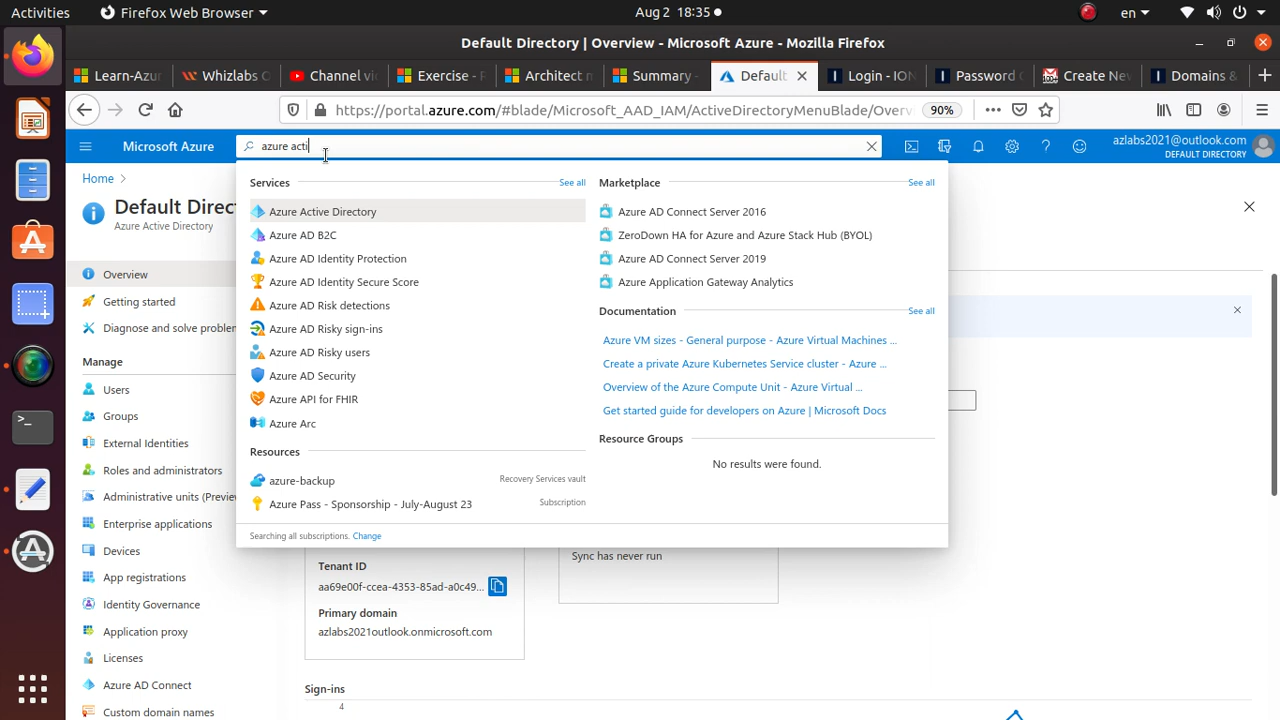 Activities
Firefox Web Browser
Aug 2 18:35
en
Default Directory | Overview - Microsoft Azure - Mozilla Firefox
Learn-Azur
Whizlabs O
Channel vi
Exercise - P
Architect m
Summary -
Default
Login - ION
Password
100+
Create New
Domains &
https://portal.azure.com/#blade/Microsoft_AAD_IAM/ActiveDirectoryMenuBlade/Overv
90%
Microsoft Azure
azure acti
azlabs2021@outlook.com
DEFAULT DIRECTORY
Home
Default Direc
Azure Active Directory
Overview
Getting started
Diagnose and solve problem
Manage
Users
Groups
External Identities
Roles and administrators
Administrative units (Preview
Enterprise applications
Devices
App registrations
Identity Governance
Application proxy
Licenses
Azure AD Connect
Custom domain names
Services
See all
Azure Active Directory
Azure AD B2C
Azure AD Identity Protection
Azure AD Identity Secure Score
Azure AD Risk detections
Azure AD Risky sign-ins
Azure AD Risky users
Azure AD Security
Azure API for FHIR
Azure Arc
Resources
azure-backup
Recovery Services vault
Azure Pass - Sponsorship - July-August 23
Subscription
Searching all subscriptions. Change
Marketplace
See all
Azure AD Connect Server 2016
ZeroDown HA for Azure and Azure Stack Hub (BYOL)
Azure AD Connect Server 2019
Azure Application Gateway Analytics
Documentation
See all
Azure VM sizes - General purpose - Azure Virtual Machines ...
Create a private Azure Kubernetes Service cluster - Azure ...
Overview of the Azure Compute Unit - Azure Virtual ...
Get started guide for developers on Azure | Microsoft Docs
Resource Groups
No results were found.
Sync has never run
Tenant ID
aa69e00f-ccea-4353-85ad-a0c49...
Primary domain
azlabs2021outlook.onmicrosoft.com
Sign-ins
4